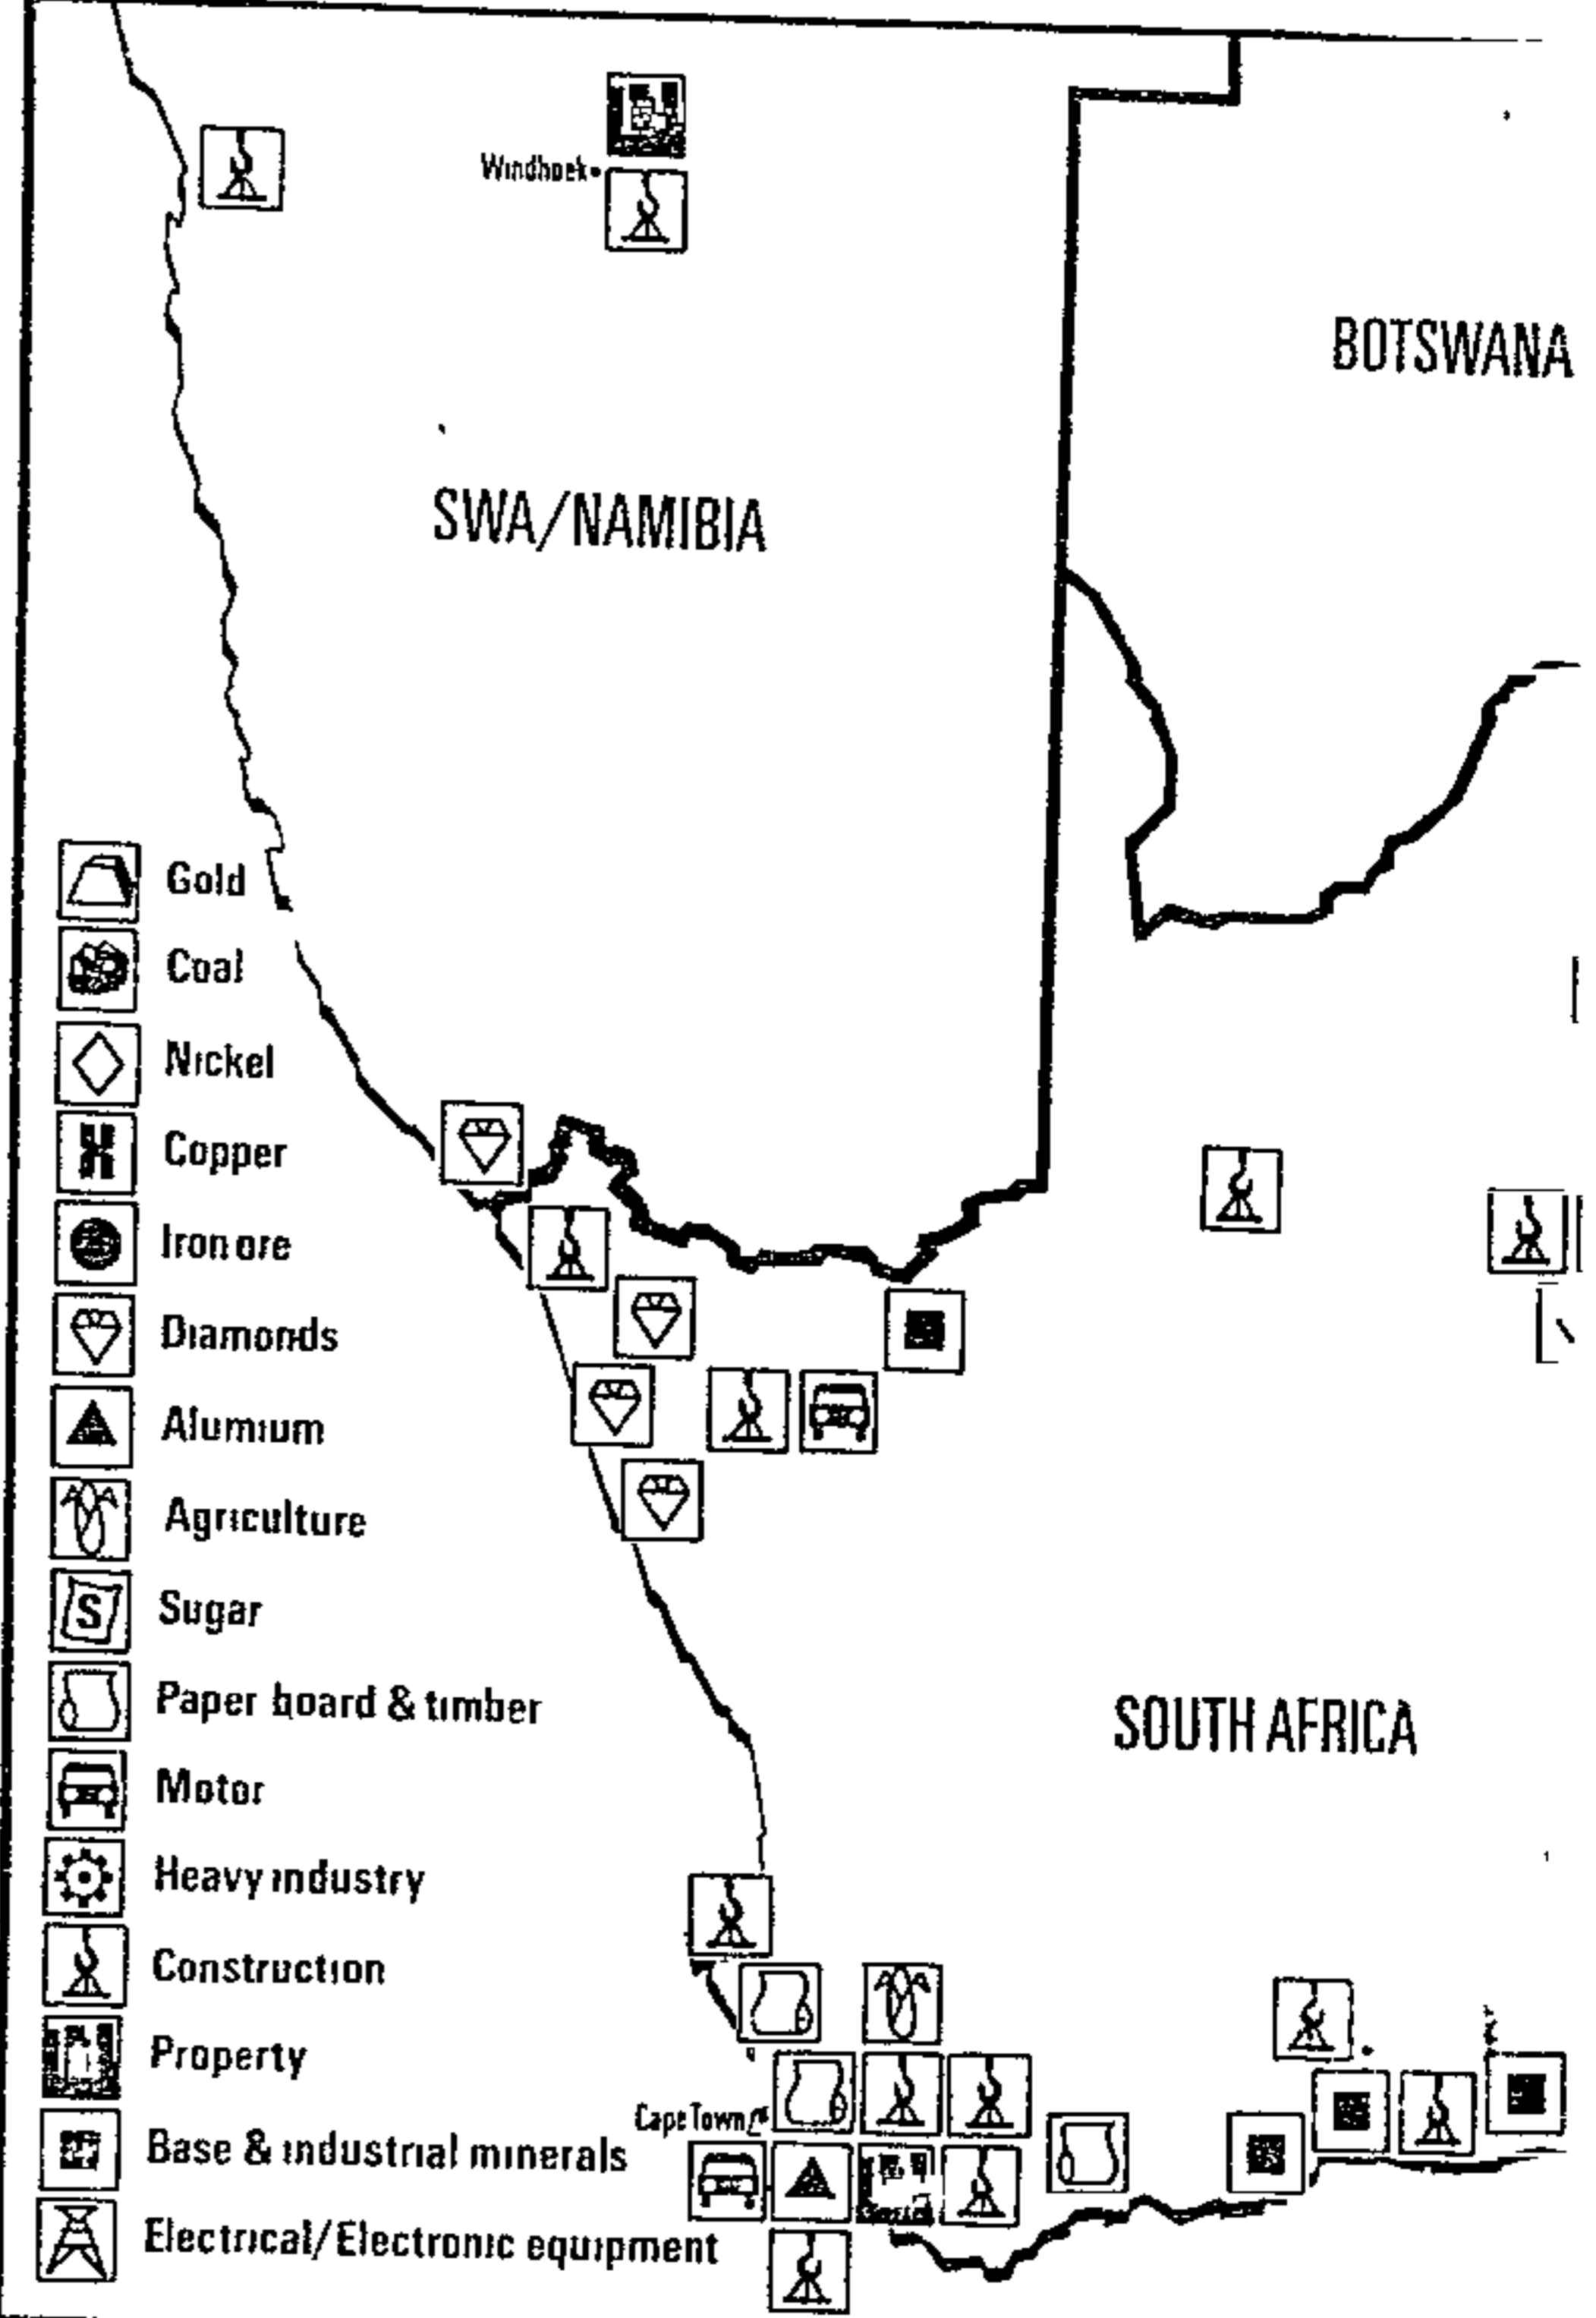 Windhoek
BOTSWANA
SWA/NAMIBIA
Gold
Coal
Nickel
Copper
Iron ore
Diamonds
Alumium
Agriculture
S Sugar
Paper board & timber
SOUTH AFRICA
Motor
Heavy industry
Construction
Property
Cape Town
Base & industrial minerals
Electrical/Electronic equipment